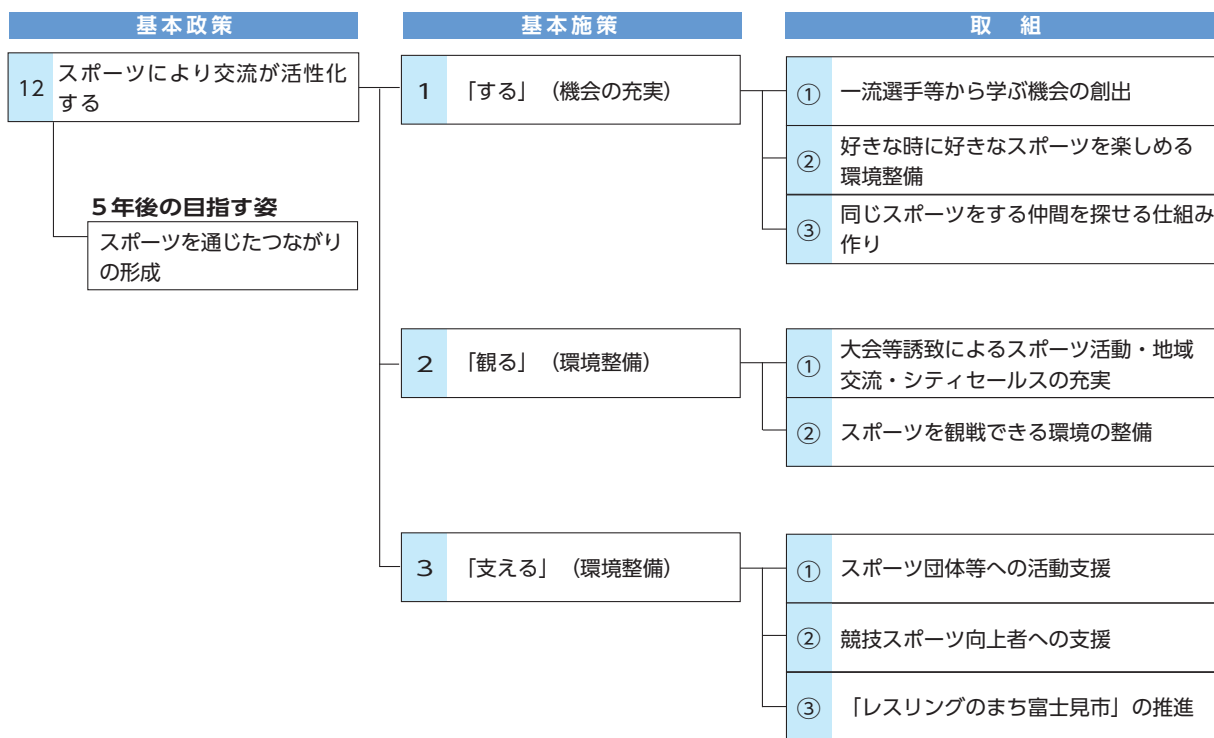 基本政策
基本施策
取 組
12
スポーツにより交流が活性化
する
5年後の目指す姿
スポーツを通じたつながり
の形成
1 「する」（機会の充実）
① 一流選手等から学ぶ機会の創出
② 好きな時に好きなスポーツを楽しめる
環境整備
③ 同じスポーツをする仲間を探せる仕組み
作り
2 「観る」（環境整備）
① 大会等誘致によるスポーツ活動・地域
交流・シティセールスの充実
② スポーツを観戦できる環境の整備
3 「支える」（環境整備）
① スポーツ団体等への活動支援
② 競技スポーツ向上者への支援
③ 「レスリングのまち富士見市」の推進